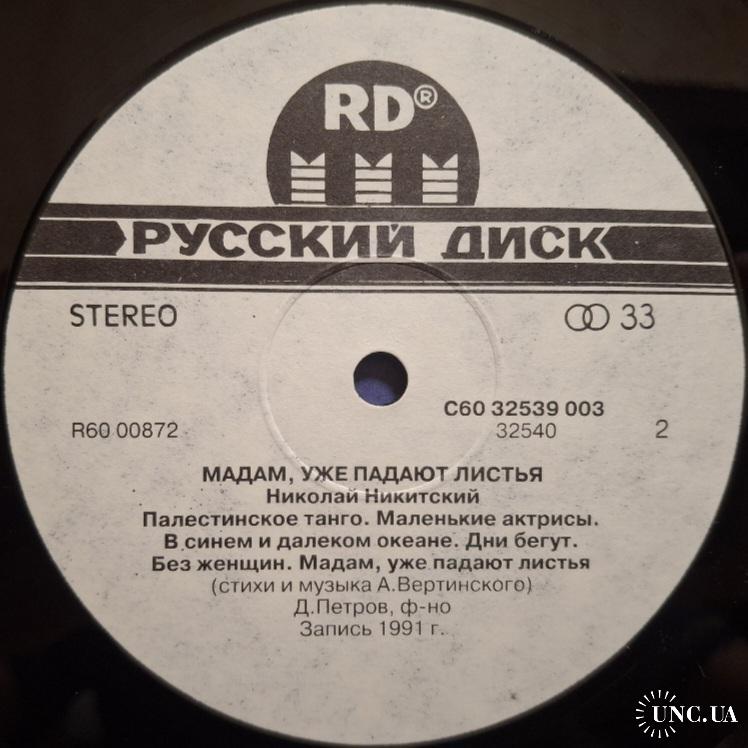 RD®
РУССКИЙ ДИСК
STEREO
33
С60 32539 003
R60 00872
32540
2
МАДАМ, УЖЕ ПАДАЮТ ЛИСТЬЯ
Николай Никитский
Палестинское танго. Маленькие актрисы.
В синем и далеком океане. Дни бегут.
Без женщин. Мадам, уже падают листья
(стихи и музыка А.Вертинского)
Д.Петров, ф-но
Запись 1991 г.
UNC.UA